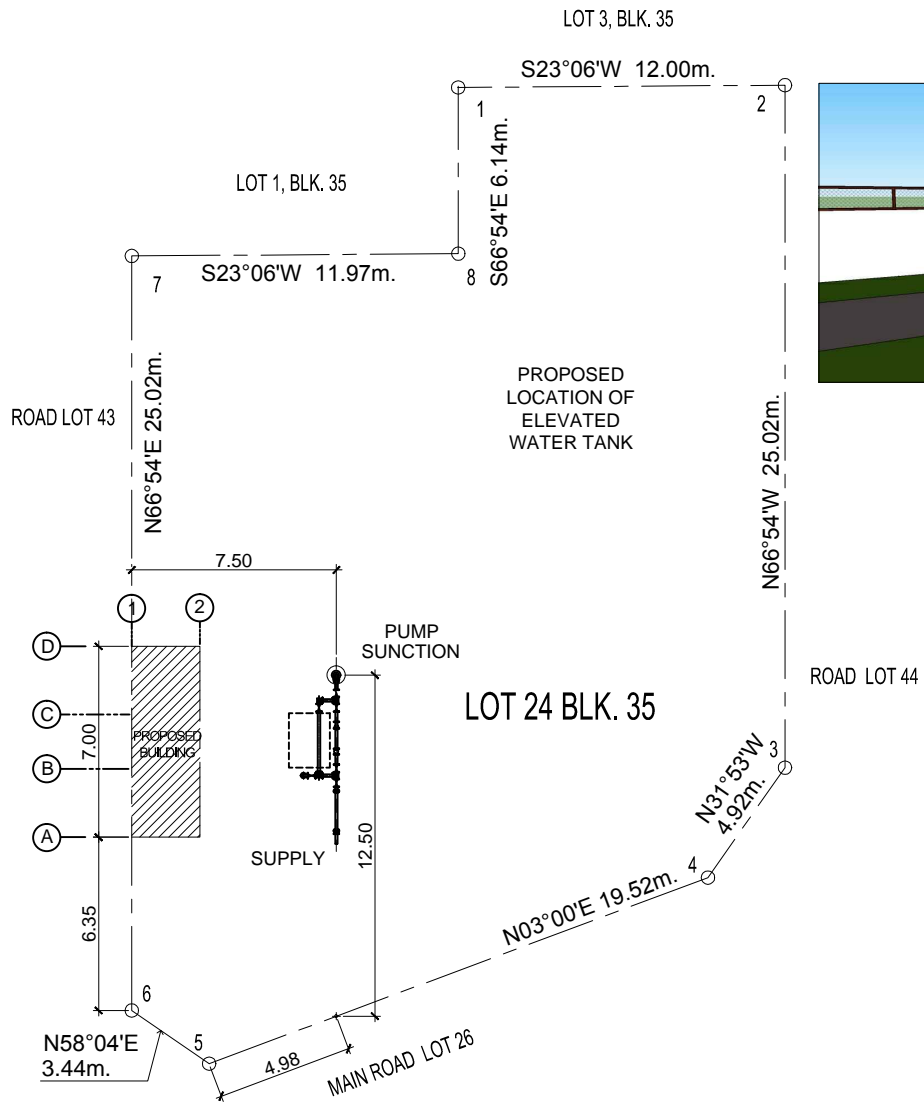 LOT 3, BLK. 35
S23°06'W 12.00m.
1
2
S66°54'E 6.14m.
LOT 1, BLK. 35
7
S23°06'W 11.97m.
8
PROPOSED
LOCATION OF
ELEVATED
WATER TANK
ROAD LOT 43
N66°54'E 25.02m.
N66°54'W 25.02m.
7.50
1
2
D
C
B
A
PUMP
SUNCTION
7.00
PROPOSED
BUILDING
LOT 24 BLK. 35
ROAD LOT 44
3
N31°53'W
4.92m.
SUPPLY
12.50
4
N03°00'E 19.52m.
6.35
6
5
N58°04'E
3.44m.
4.98
MAIN ROAD LOT 26